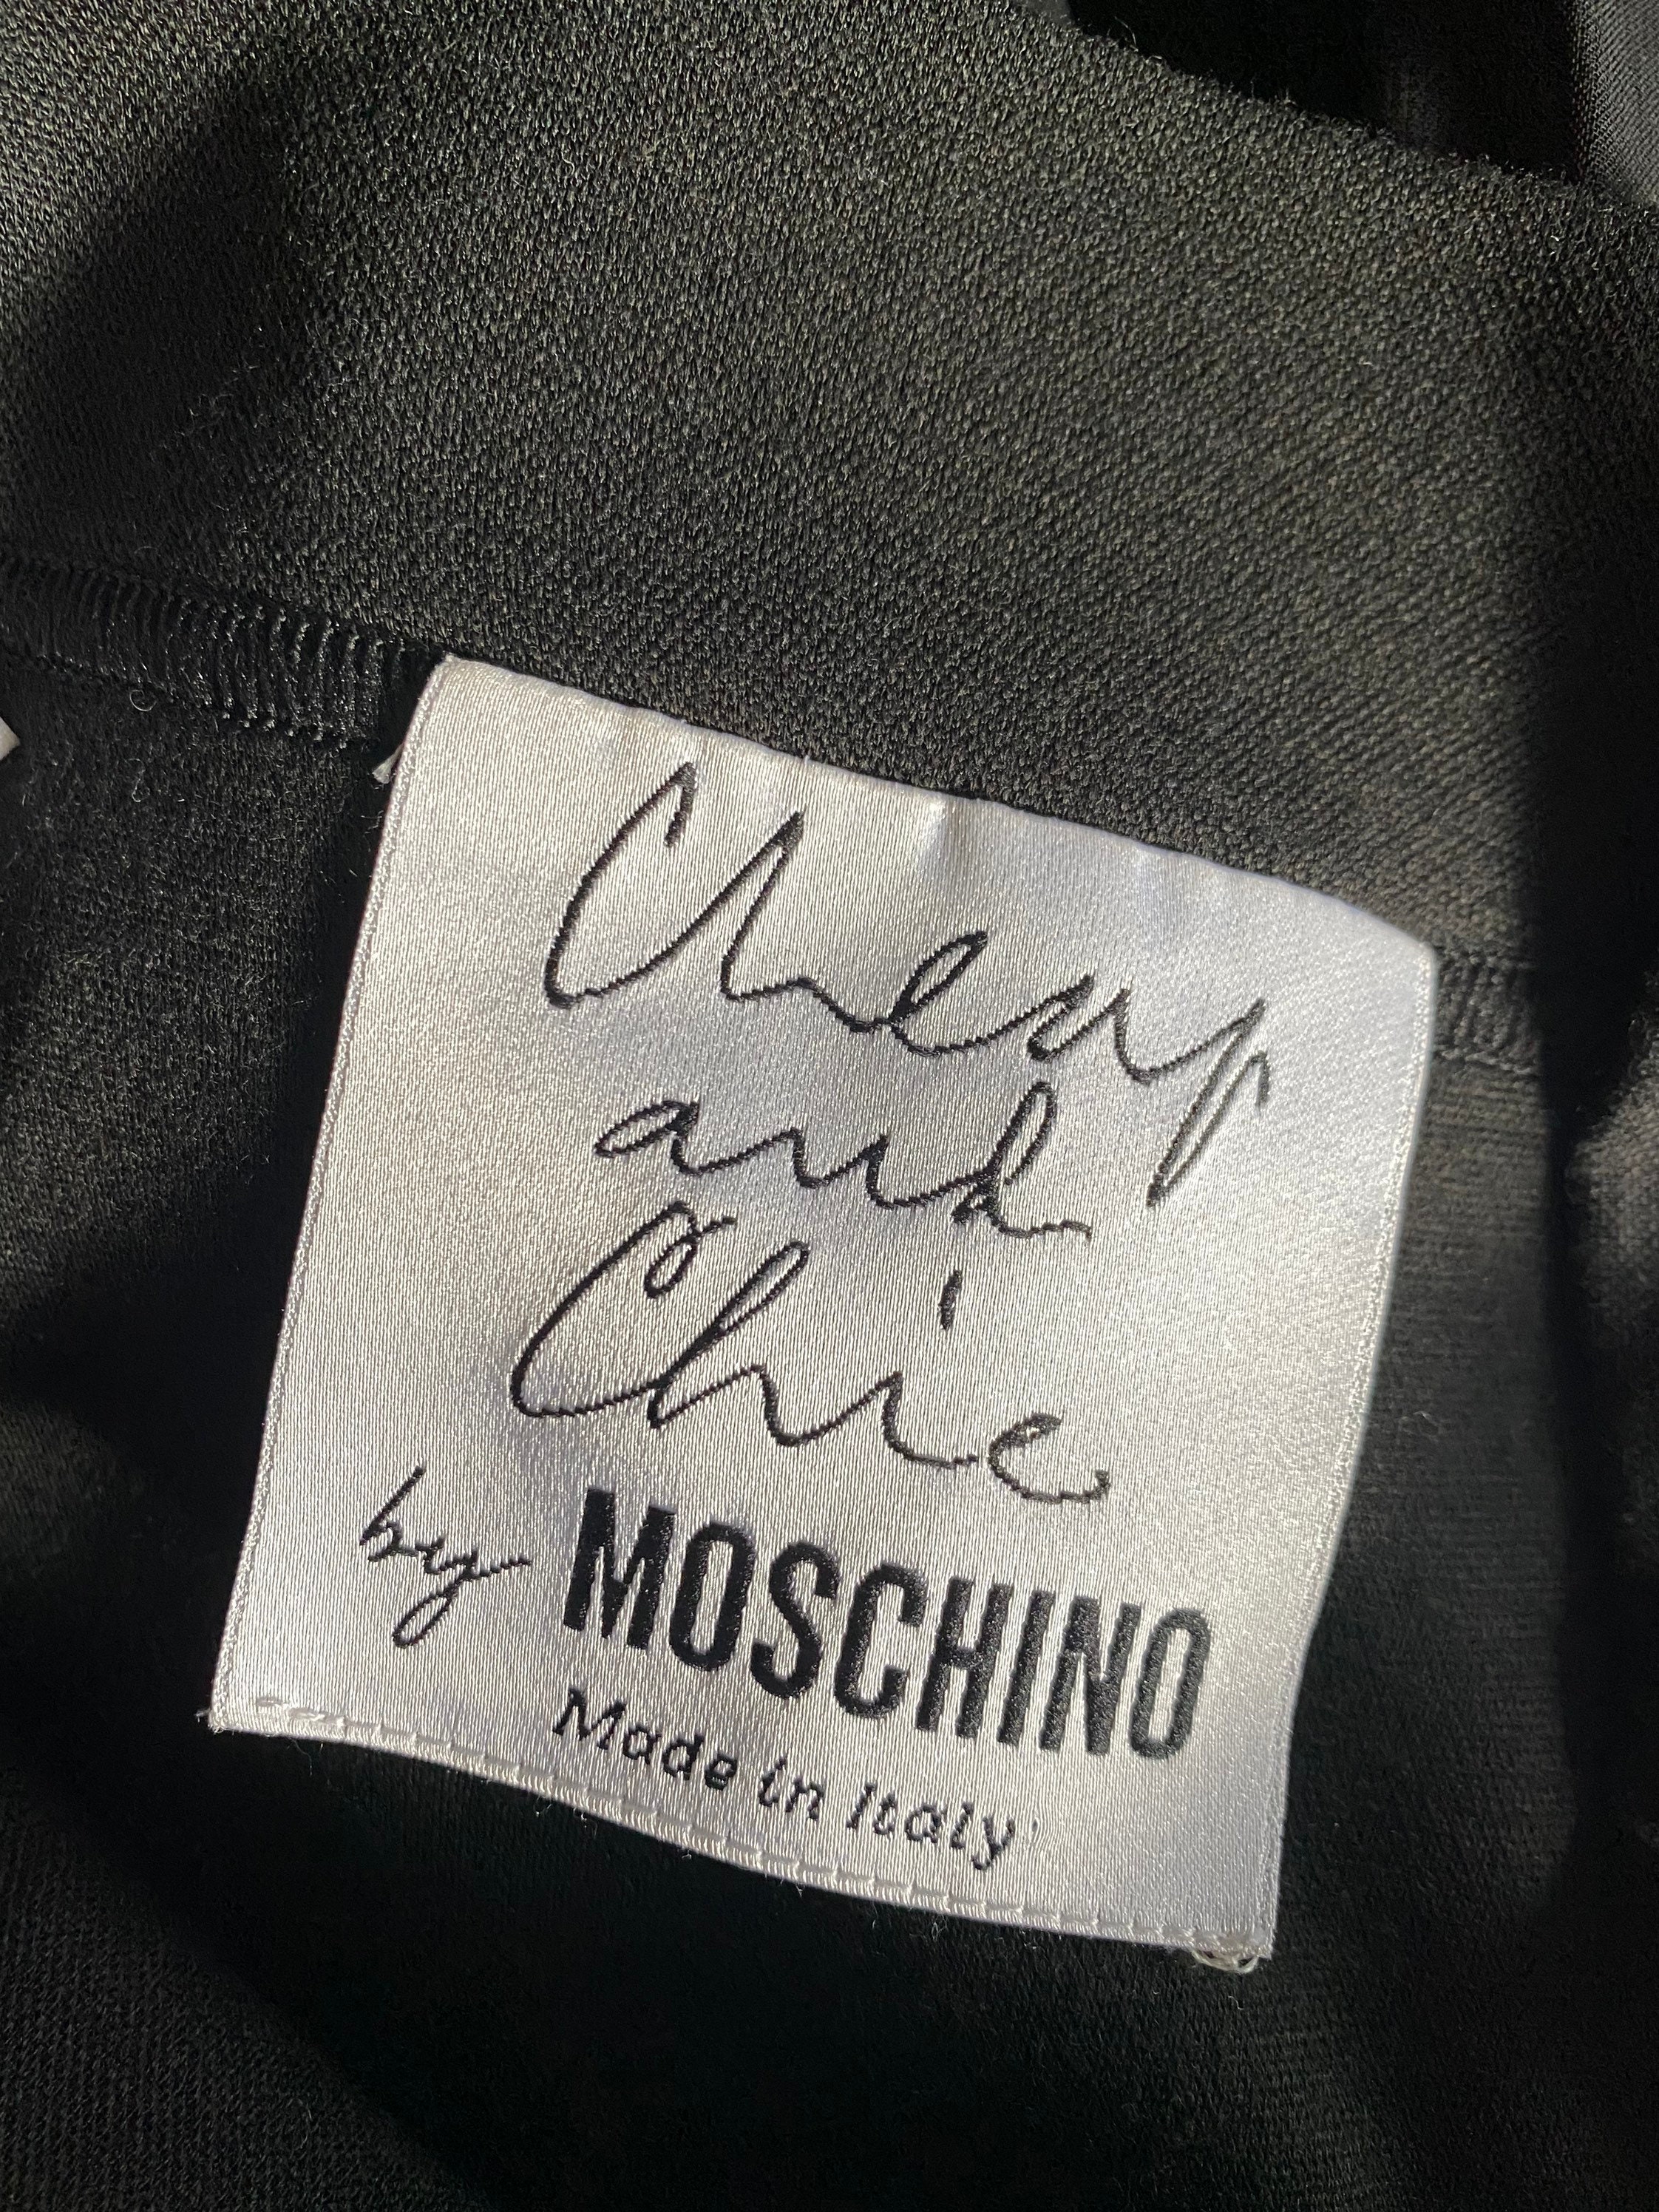 Cheap
and
Chic
by MOSCHINO
Made in Italy